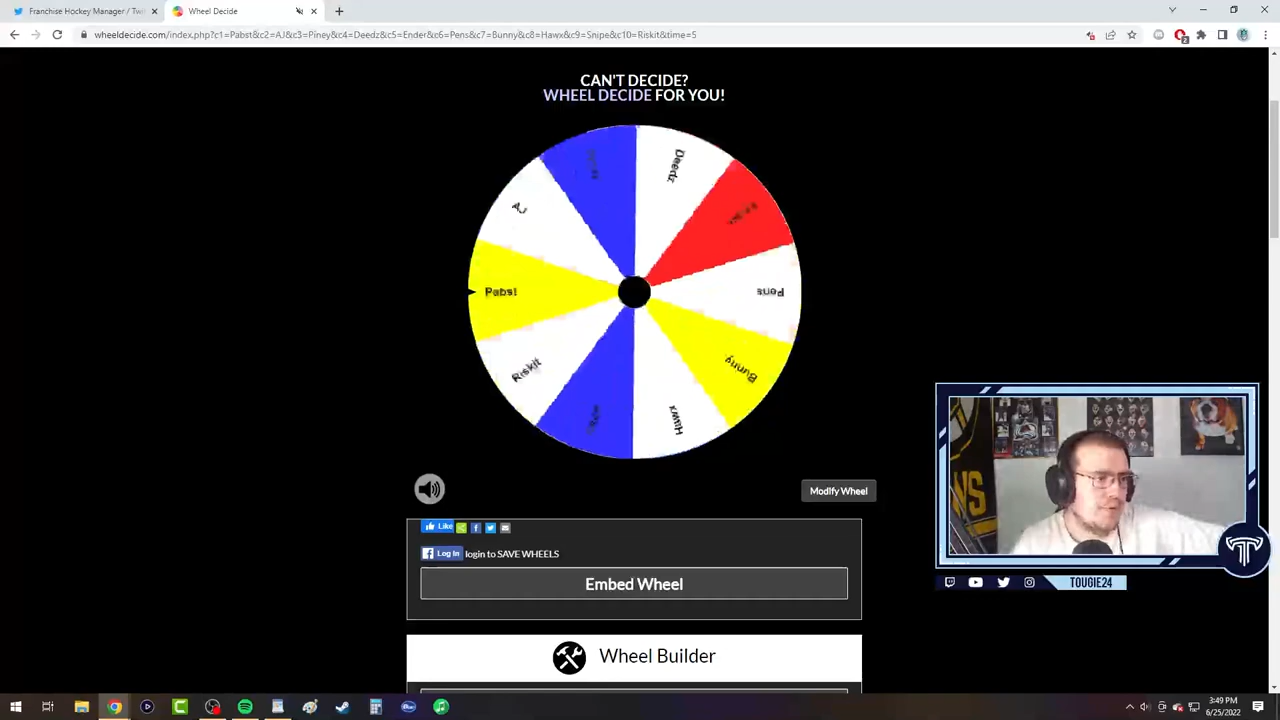 Franchise Hockey Manager / Twi
Wheel Decide
wheeldecide.com/index.php?c1=Pabst&c2=AJ&c3=Piney&c4=Deedz&c5=Ender&c6=Pens&c7=Bunny&c8=Hawx&c9=Snipe&c10=Riskit&time=5
2
CAN'T DECIDE?
WHEEL DECIDE FOR YOU!
Deedz
AJ
Pabst
Pens
Riskit
Bunny
Hawx
Modify Wheel
Like
Log In login to SAVE WHEELS
Embed Wheel
Wheel Builder
WS
TOUGIE24
3:49 PM
6/25/2022